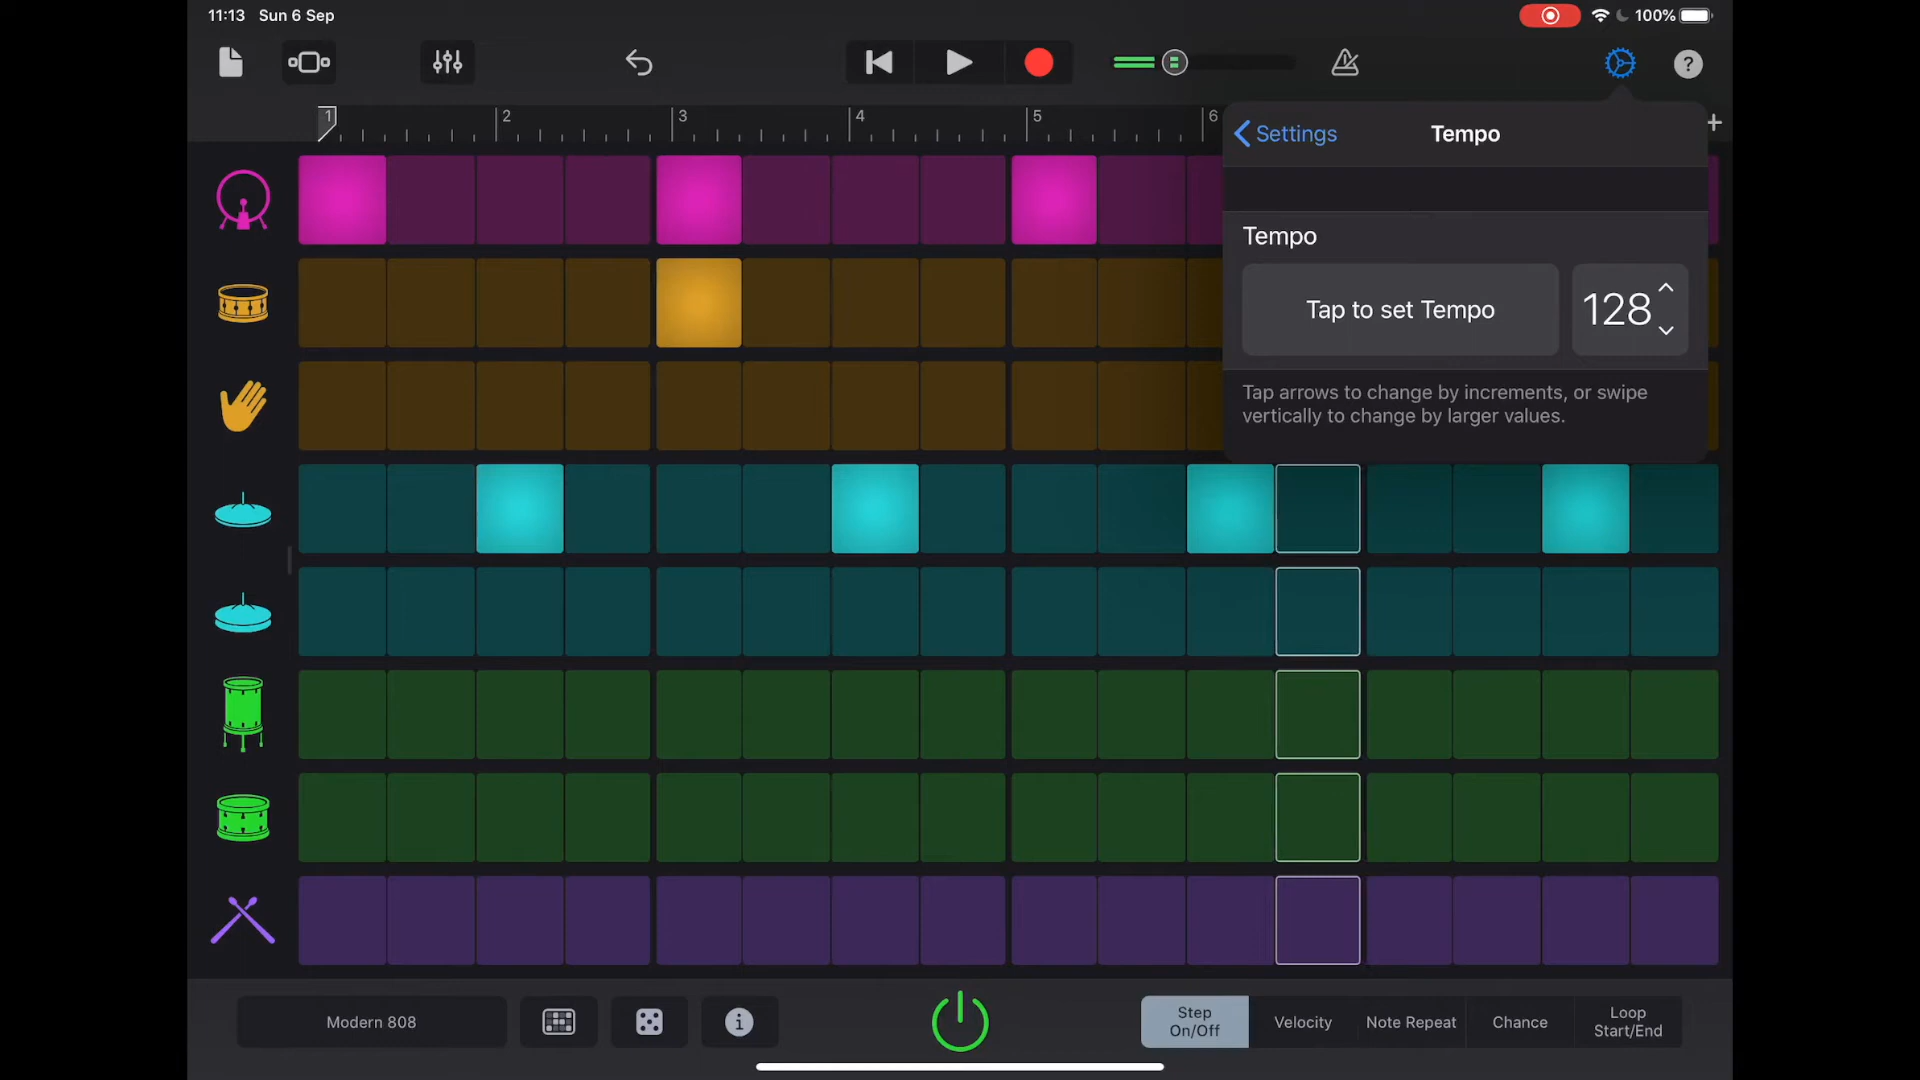 11:13 Sun 6 Sep
100%
1 2 3 4 5 6
Settings
Tempo
Tempo
Tap to set Tempo
128
Tap arrows to change by increments, or swipe
vertically to change by larger values.
Modern 808
Step
On/Off
Velocity
Note Repeat
Chance
Loop
Start/End